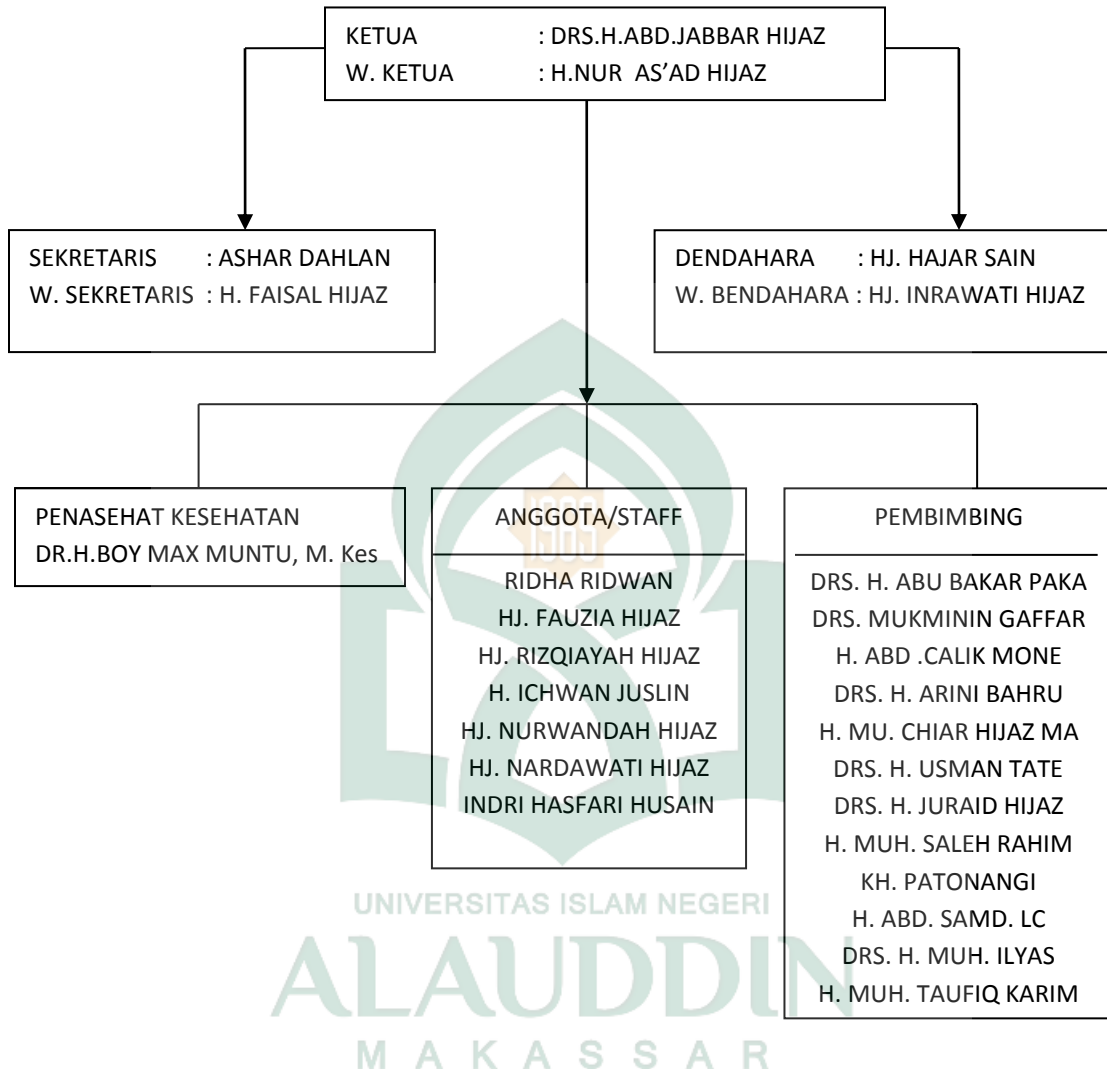 KETUA : DRS.H.ABD.JABBAR HIJAZ
W. KETUA : H.NUR AS’AD HIJAZ
SEKRETARIS : ASHAR DAHLAN
W. SEKRETARIS : H. FAISAL HIJAZ
DENDAHARA : HJ. HAJAR SAIN
W. BENDAHARA : HJ. INRAWATI HIJAZ
PENASEHAT KESEHATAN
DR.H.BOY MAX MUNTU, M. Kes
ANGGOTA/STAFF
RIDHA RIDWAN
HJ. FAUZIA HIJAZ
HJ. RIZQIAYAH HIJAZ
H. ICHWAN JUSLIN
HJ. NURWANDAH HIJAZ
HJ. NARDAWATI HIJAZ
INDRI HASFARI HUSAIN
PEMBIMBING
DRS. H. ABU BAKAR PAKA
DRS. MUKMININ GAFFAR
H. ABD .CALIK MONE
DRS. H. ARINI BAHRU
H. MU. CHIAR HIJAZ MA
DRS. H. USMAN TATE
DRS. H. JURAID HIJAZ
H. MUH. SALEH RAHIM
KH. PATONANGI
H. ABD. SAMD. LC
DRS. H. MUH. ILYAS
H. MUH. TAUFIQ KARIM
UNIVERSITAS ISLAM NEGERI
ALAUDDIN
MAKASSAR